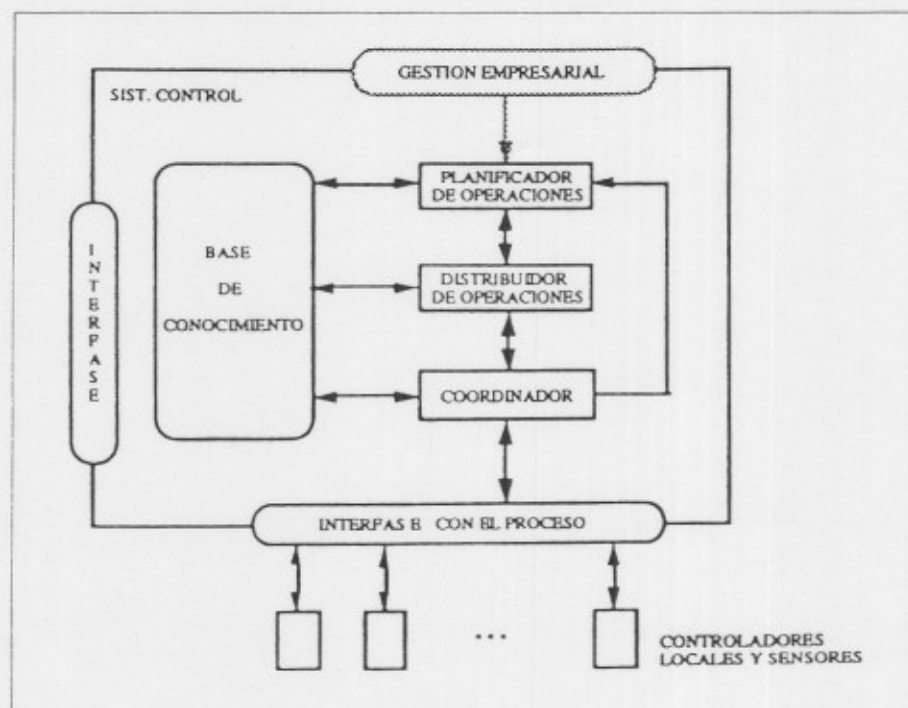 GESTION EMPRESARIAL
SIST. CONTROL
PLANIFICADOR
DE OPERACIONES
INTERFASE
BASE
DE
CONOCIMIENTO
DISTRIBUIDOR
DE OPERACIONES
COORDINADOR
INTERFAS E CON EL PROCESO
...
CONTROLADORES
LOCALES Y SENSORES